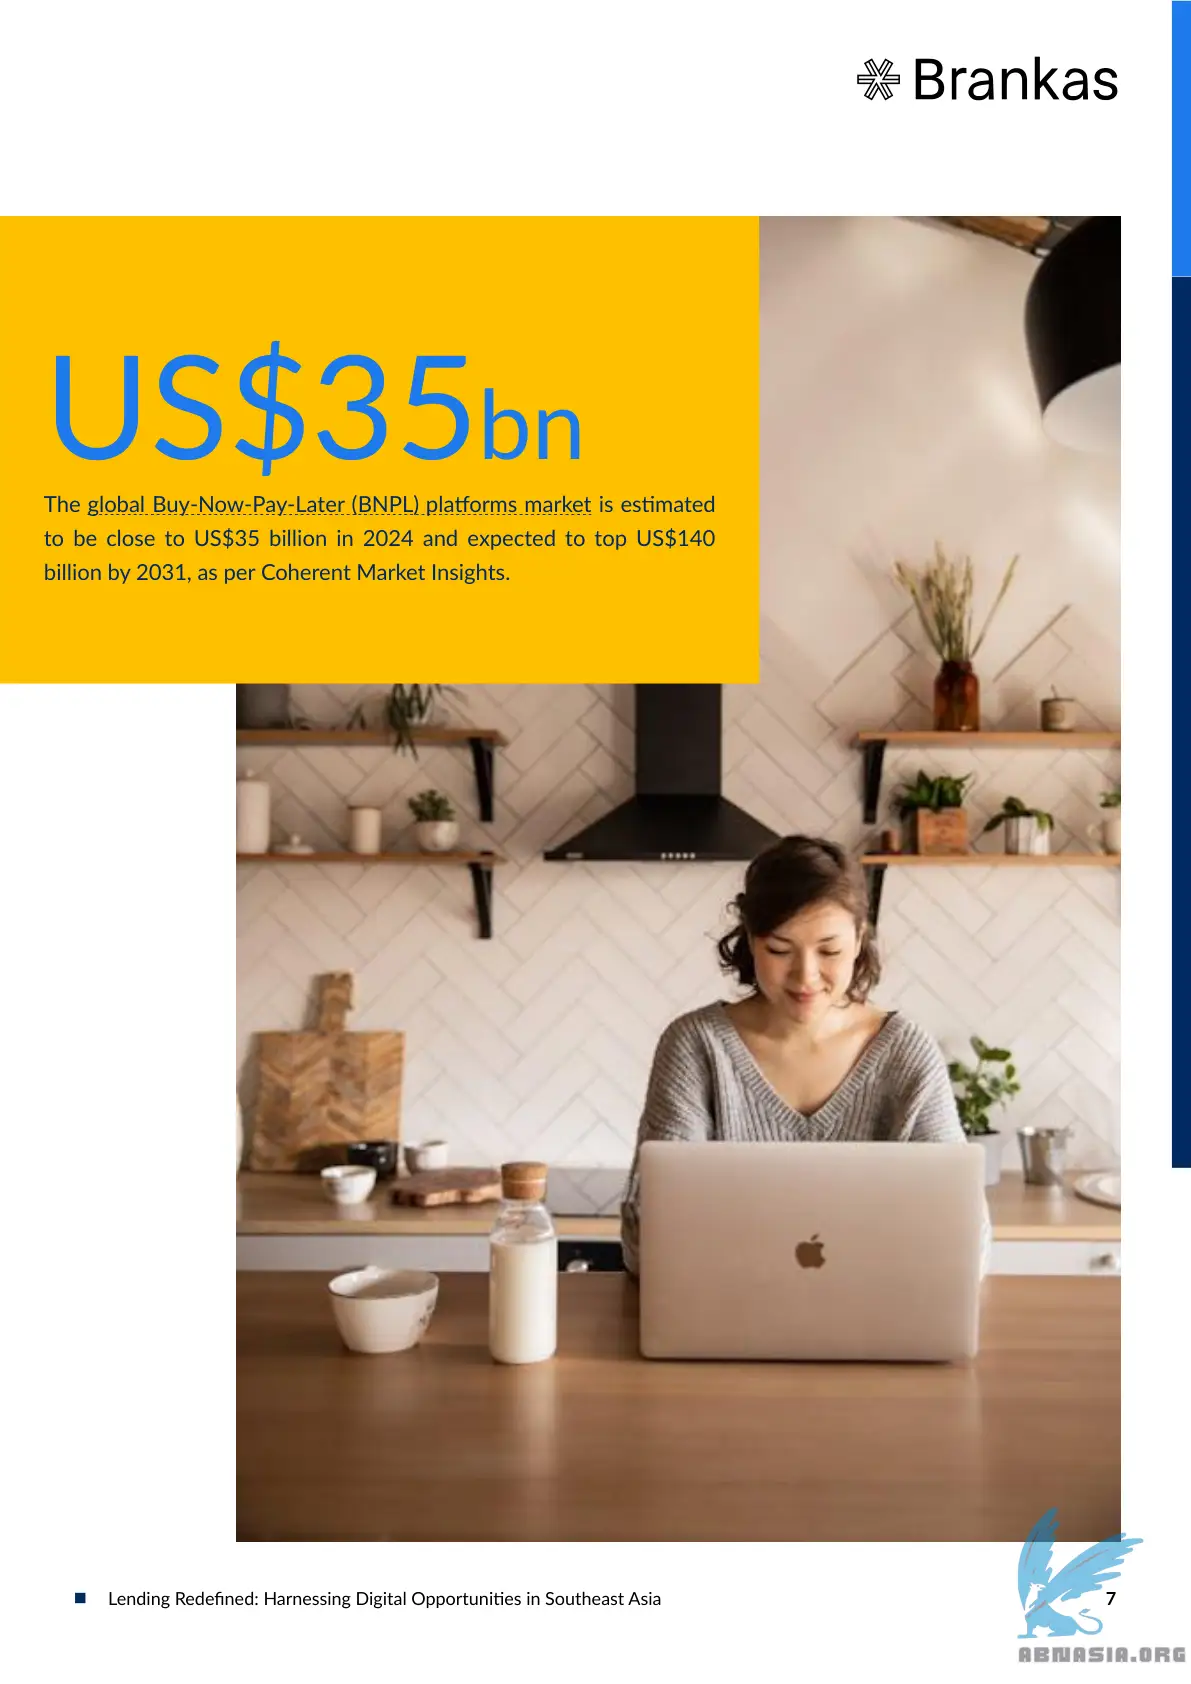 Brankas
US$35bn
The global Buy-Now-Pay-Later (BNPL) platforms market is estimated
to be close to US$35 billion in 2024 and expected to top US$140
billion by 2031, as per Coherent Market Insights.
Lending Redefined: Harnessing Digital Opportunities in Southeast Asia
7
ABNASIA.ORG